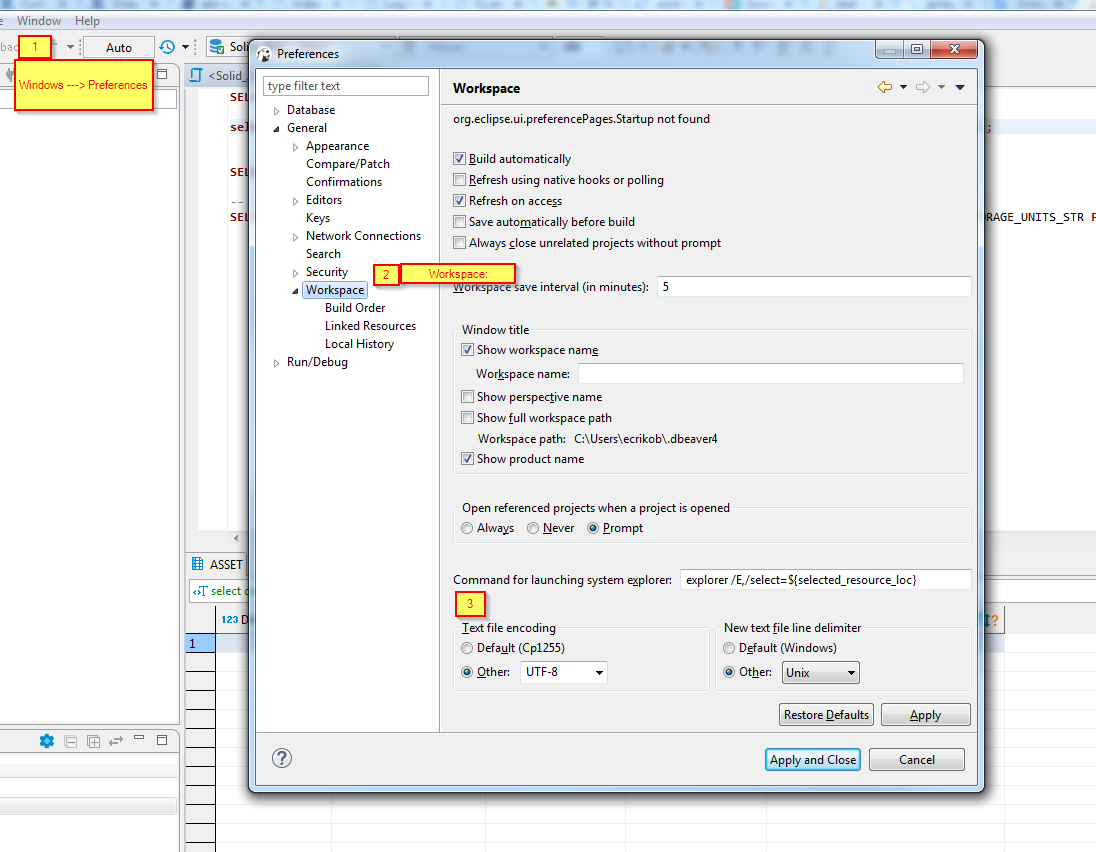 Window Help
1
Auto
Soli
Windows ---> Preferences
<Solid_
SEL
sel
;
SEL
--
SEL
RAGE_UNITS_STR F
Preferences
type filter text
Database
General
Appearance
Compare/Patch
Confirmations
Editors
Keys
Network Connections
Search
Security
Workspace
Build Order
Linked Resources
Local History
Run/Debug
2
Workspace:
Workspace
org.eclipse.ui.preferencePages.Startup not found
Build automatically
Refresh using native hooks or polling
Refresh on access
Save automatically before build
Always close unrelated projects without prompt
Workspace save interval (in minutes): 5
Window title
Show workspace name
Workspace name:
Show perspective name
Show full workspace path
Workspace path: C:\Users\ecrikob\.dbeaver4
Show product name
Open referenced projects when a project is opened
Always Never Prompt
Command for launching system explorer: explorer /E,/select=${selected_resource_loc}
3
Text file encoding
Default (Cp1255)
Other: UTF-8
New text file line delimiter
Default (Windows)
Other: Unix
Restore Defaults Apply
Apply and Close Cancel
ASSET
select
123 D
1